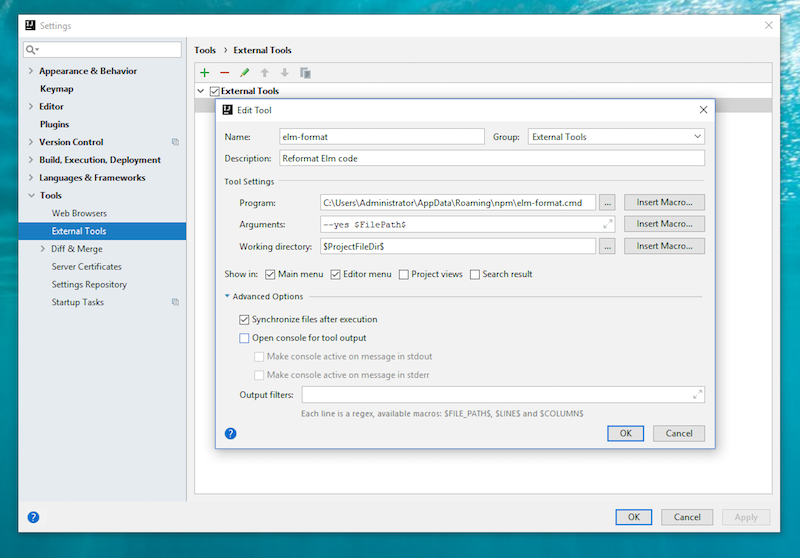 Settings
Appearance & Behavior
Keymap
Editor
Plugins
Version Control
Build, Execution, Deployment
Languages & Frameworks
Tools
Web Browsers
External Tools
Diff & Merge
Server Certificates
Settings Repository
Startup Tasks
Tools › External Tools
External Tools
Edit Tool
Name: elm-format Group: External Tools
Description: Reformat Elm code
Tool Settings
Program: C:\Users\Administrator\AppData\Roaming\npm\elm-format.cmd ... Insert Macro...
Arguments: --yes $FilePath$ Insert Macro...
Working directory: $ProjectFileDir$ ... Insert Macro...
Show in: Main menu Editor menu Project views Search result
Advanced Options
Synchronize files after execution
Open console for tool output
Make console active on message in stdout
Make console active on message in stderr
Output filters:
Each line is a regex, available macros: $FILE_PATH$, $LINE$ and $COLUMN$
? OK Cancel
? OK Cancel Apply